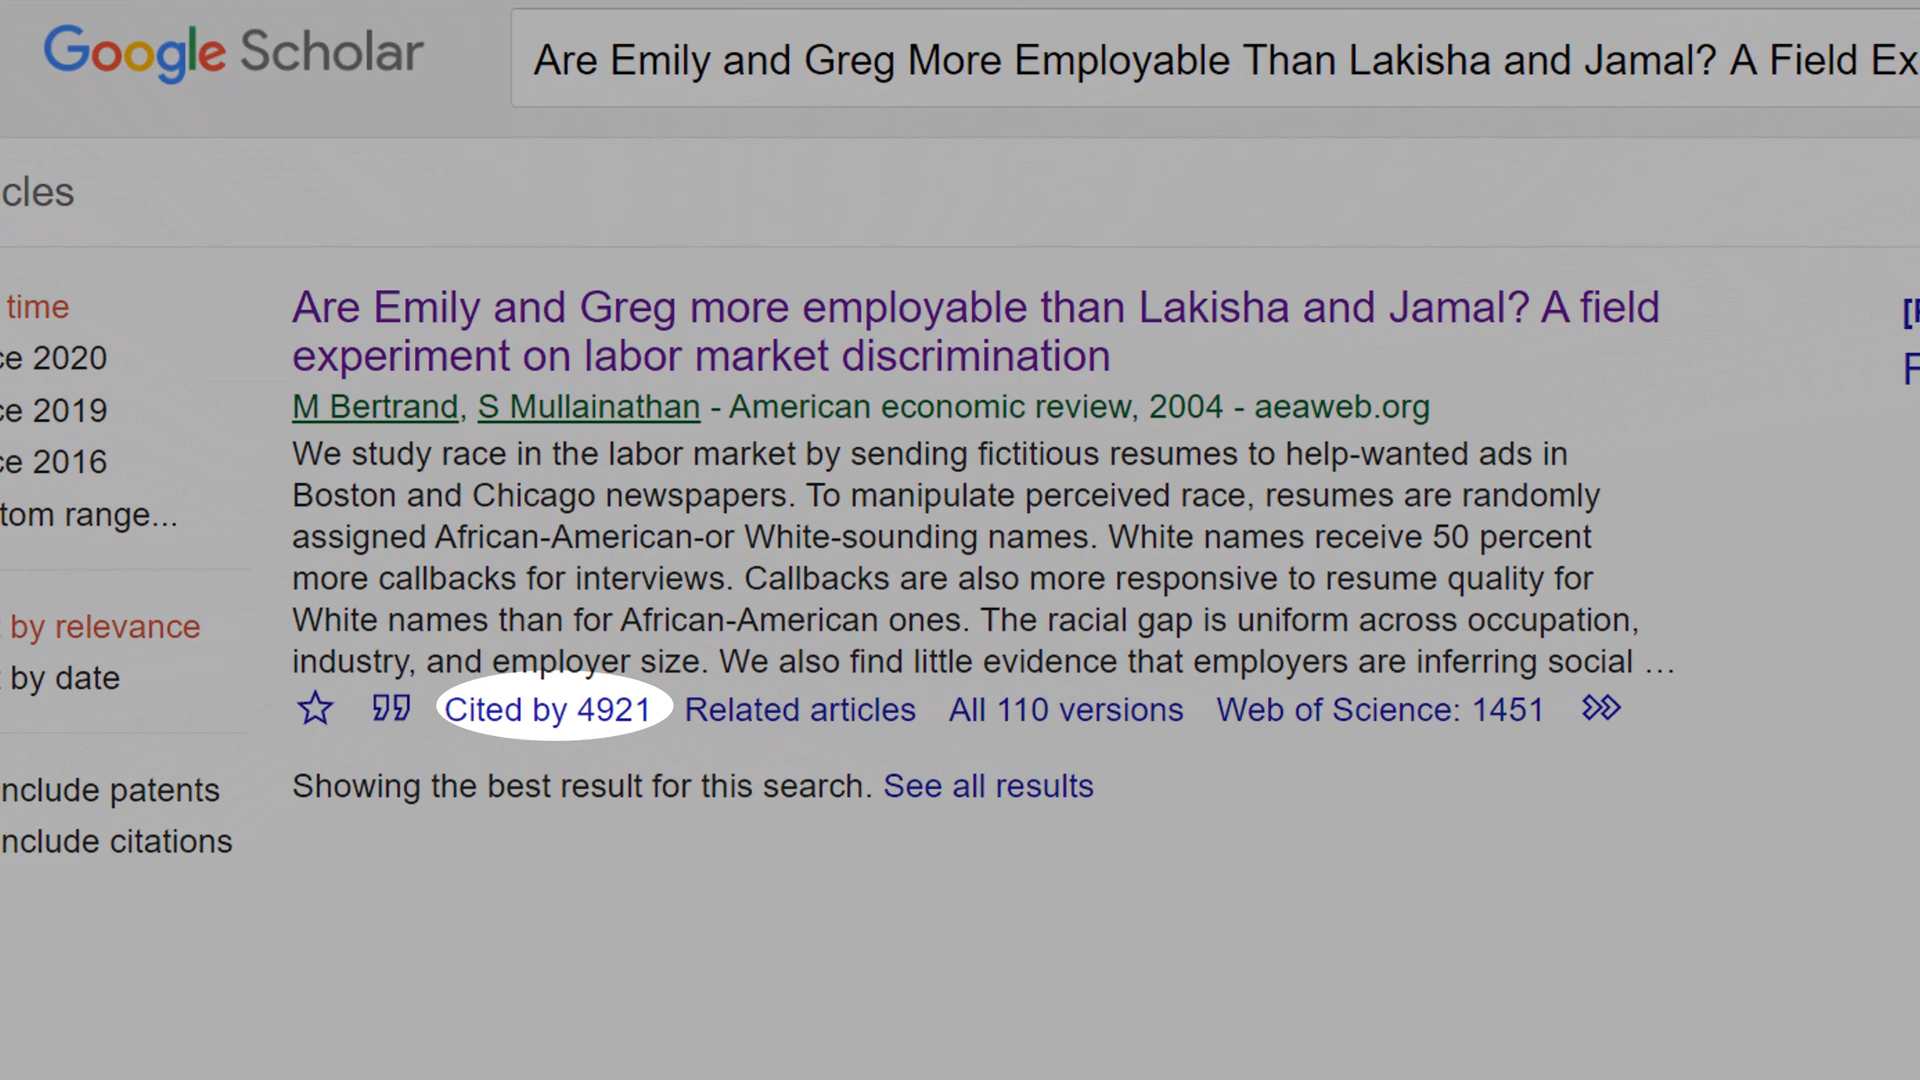 Google Scholar
Are Emily and Greg More Employable Than Lakisha and Jamal? A Field Ex
cles
time
ce 2020
ce 2019
ce 2016
tom range...
by relevance
by date
nclude patents
nclude citations
Are Emily and Greg more employable than Lakisha and Jamal? A field
experiment on labor market discrimination
M Bertrand, S Mullainathan - American economic review, 2004 - aeaweb.org
We study race in the labor market by sending fictitious resumes to help-wanted ads in
Boston and Chicago newspapers. To manipulate perceived race, resumes are randomly
assigned African-American-or White-sounding names. White names receive 50 percent
more callbacks for interviews. Callbacks are also more responsive to resume quality for
White names than for African-American ones. The racial gap is uniform across occupation,
industry, and employer size. We also find little evidence that employers are inferring social …
Cited by 4921 Related articles All 110 versions Web of Science: 1451
Showing the best result for this search. See all results